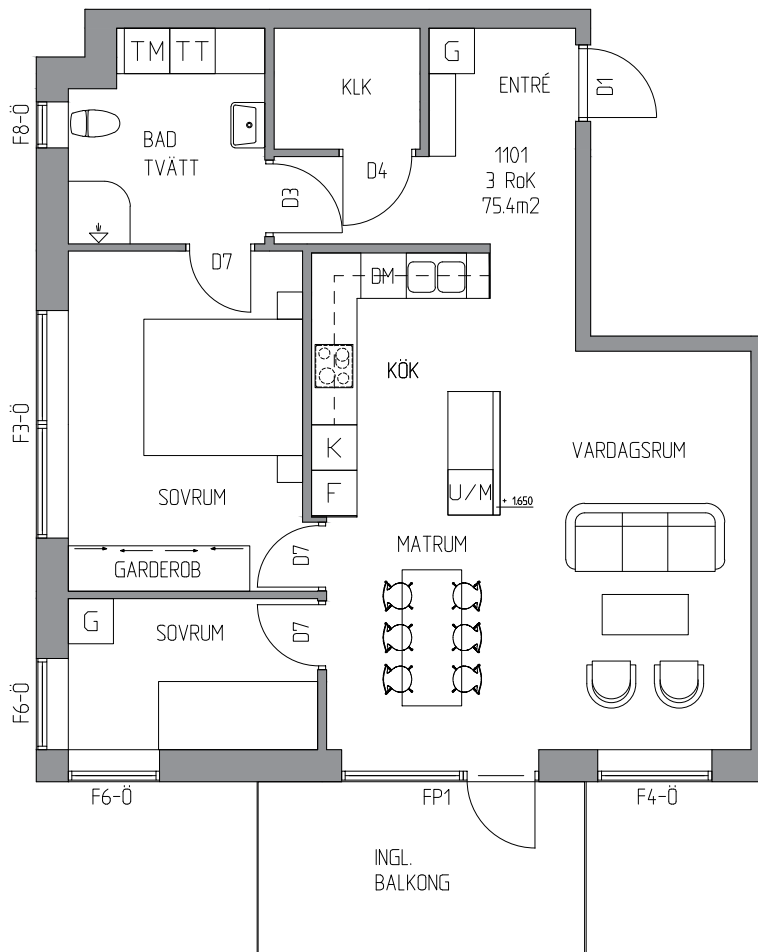 TM
TT
G
KLK
ENTRÉ
D1
F8-Ö
BAD
TVÄTT
1101
3 RoK
75.4m2
D4
D3
D7
DM
KÖK
F3-Ö
K
F
U/M
+ 1.650
VARDAGSRUM
SOVRUM
MATRUM
D7
GARDEROB
G
SOVRUM
D7
F6-Ö
F6-Ö
FP1
F4-Ö
INGL.
BALKONG